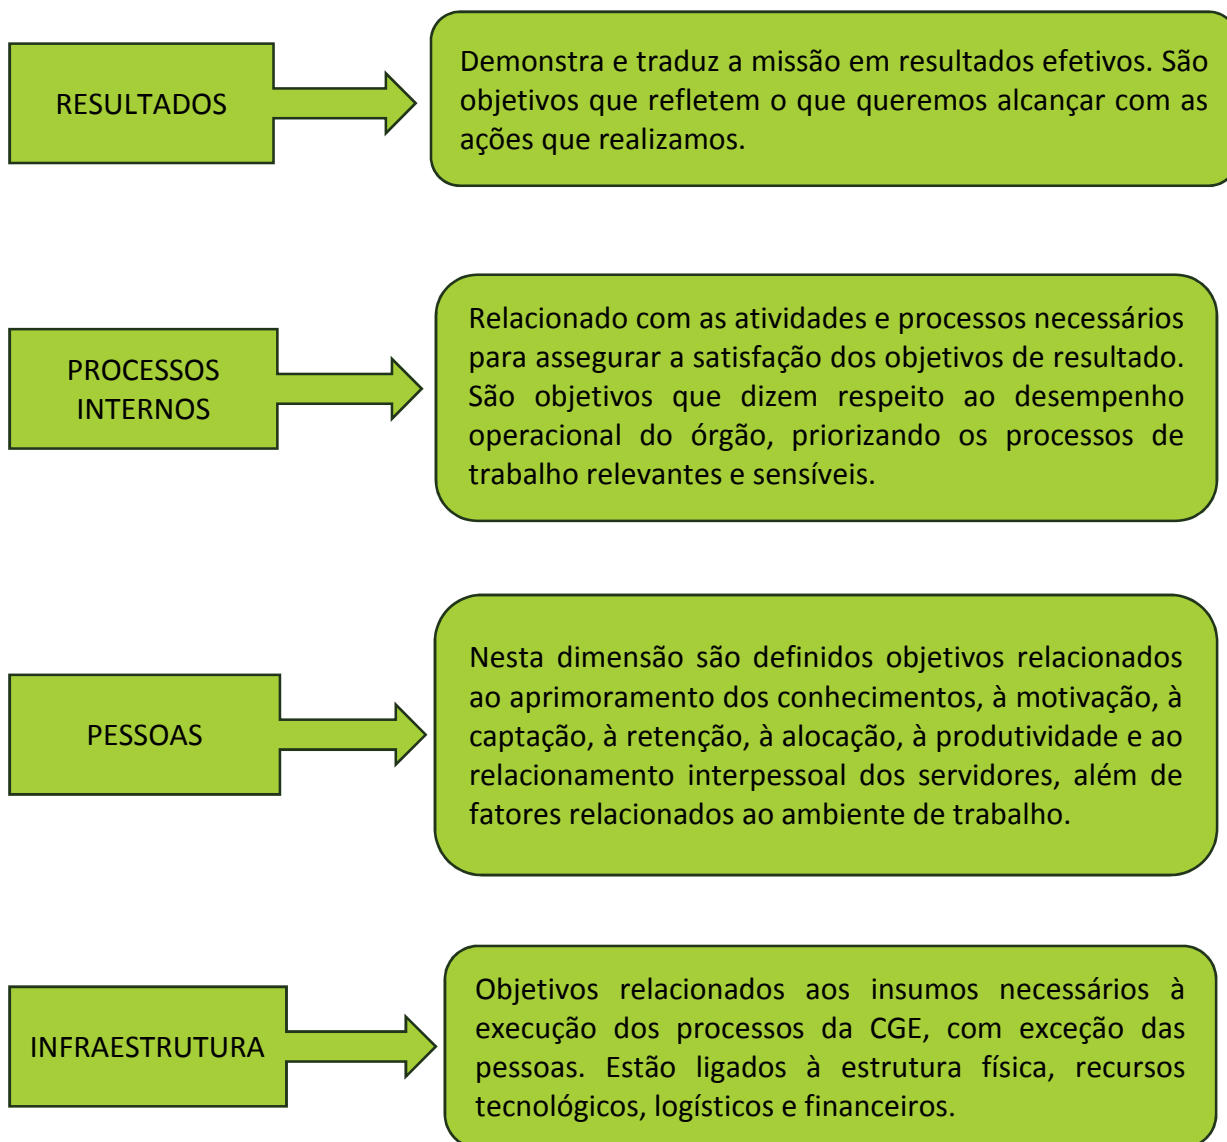 RESULTADOS
Demonstra e traduz a missão em resultados efetivos. São
objetivos que refletem o que queremos alcançar com as
ações que realizamos.
PROCESSOS
INTERNOS
Relacionado com as atividades e processos necessários
para assegurar a satisfação dos objetivos de resultado.
São objetivos que dizem respeito ao desempenho
operacional do órgão, priorizando os processos de
trabalho relevantes e sensíveis.
PESSOAS
Nesta dimensão são definidos objetivos relacionados
ao aprimoramento dos conhecimentos, à motivação, à
captação, à retenção, à alocação, à produtividade e ao
relacionamento interpessoal dos servidores, além de
fatores relacionados ao ambiente de trabalho.
INFRAESTRUTURA
Objetivos relacionados aos insumos necessários à
execução dos processos da CGE, com exceção das
pessoas. Estão ligados à estrutura física, recursos
tecnológicos, logísticos e financeiros.